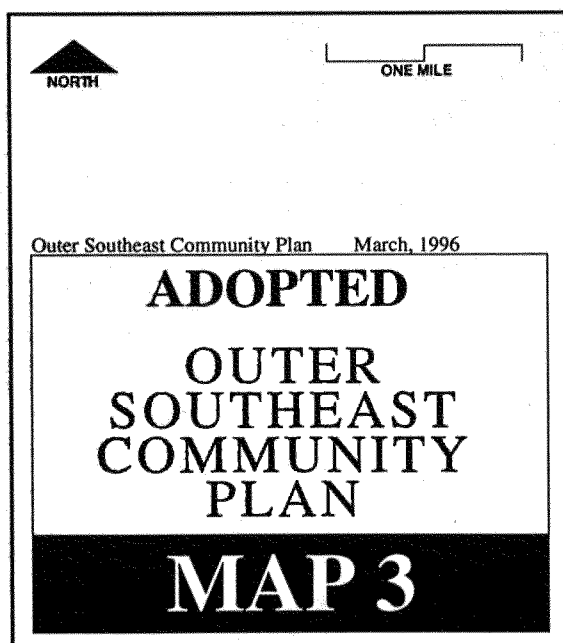 NORTH
ONE MILE
Outer Southeast Community Plan March, 1996
ADOPTED
OUTER
SOUTHEAST
COMMUNITY
PLAN
MAP 3